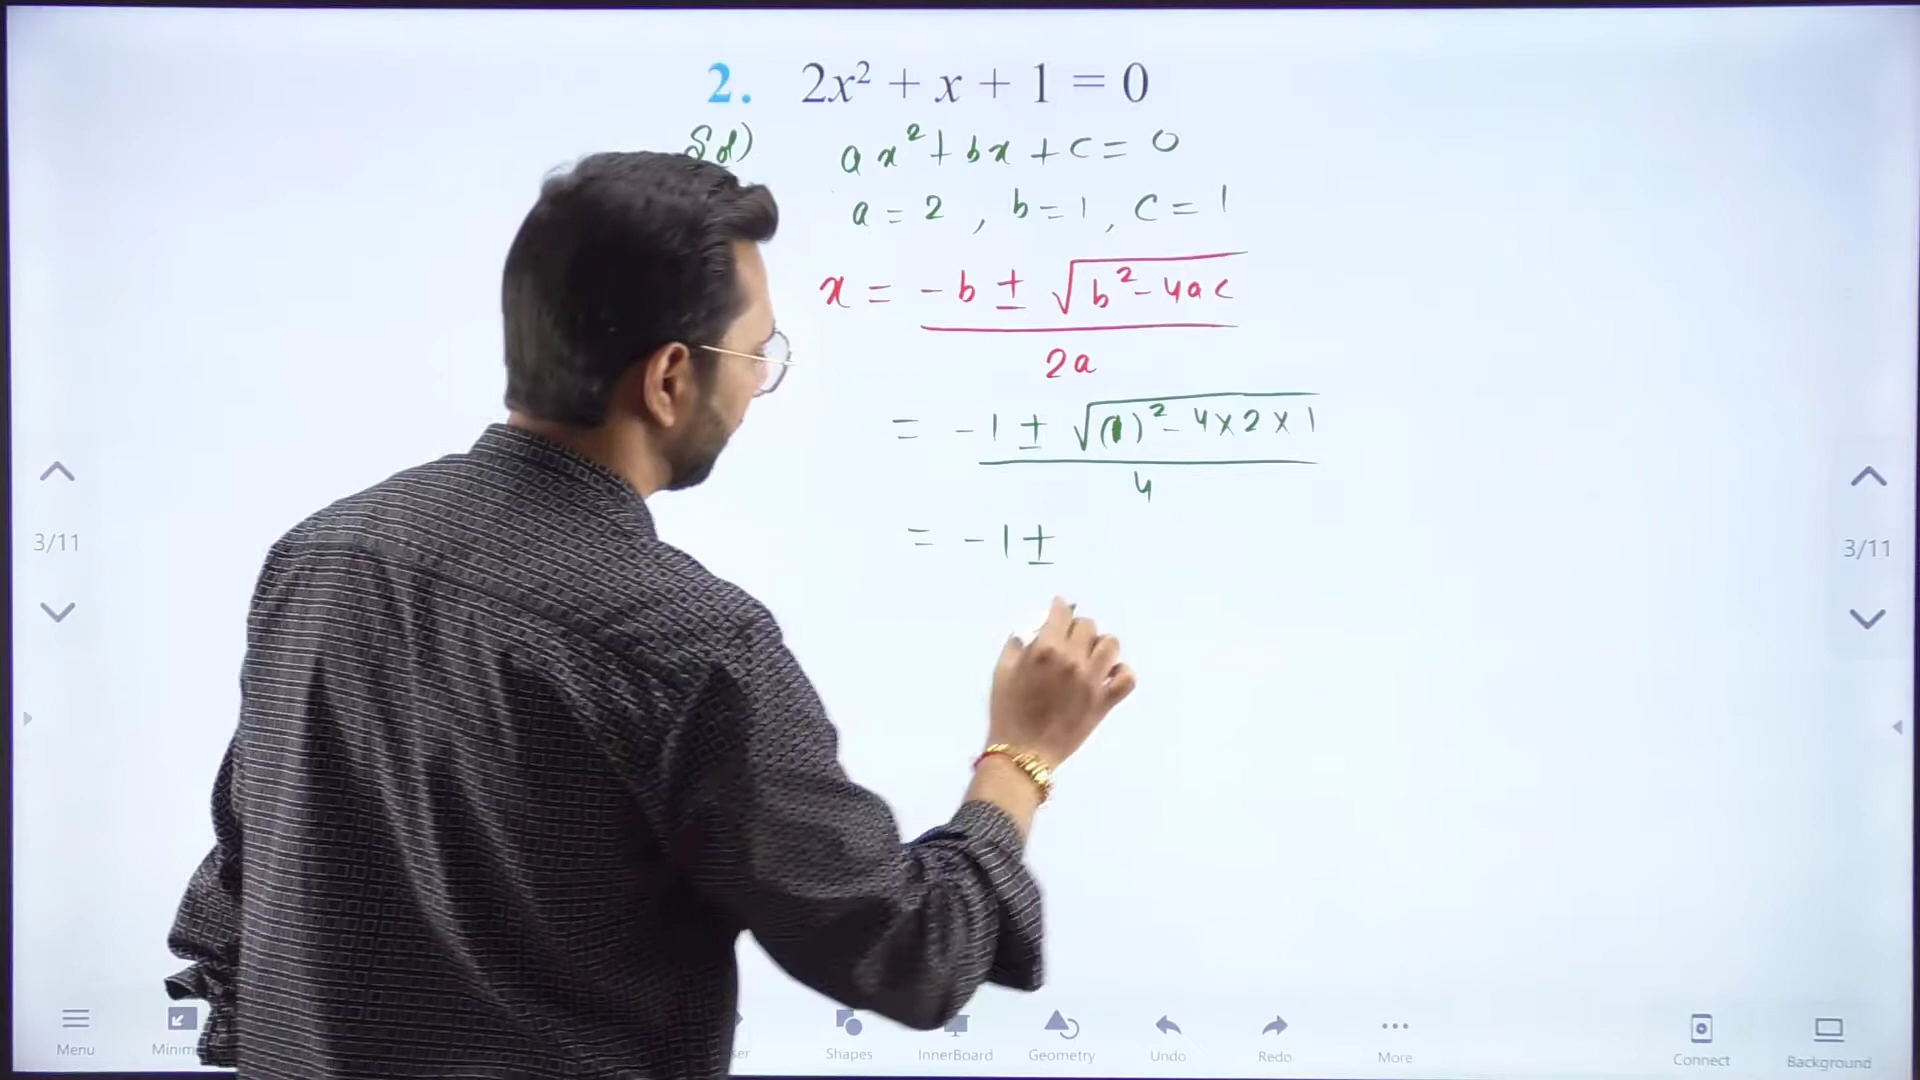 2. 2x² + x + 1 = 0
Sol) ax² + bx + c = 0
a = 2 , b = 1 , c = 1
x = -b ± √b² - 4ac
2a
= -1 ± √(1)² - 4 × 2 × 1
4
= -1 ±
3/11
3/11
Menu
Shapes
InnerBoard
Geometry
Undo
Redo
More
Connect
Background